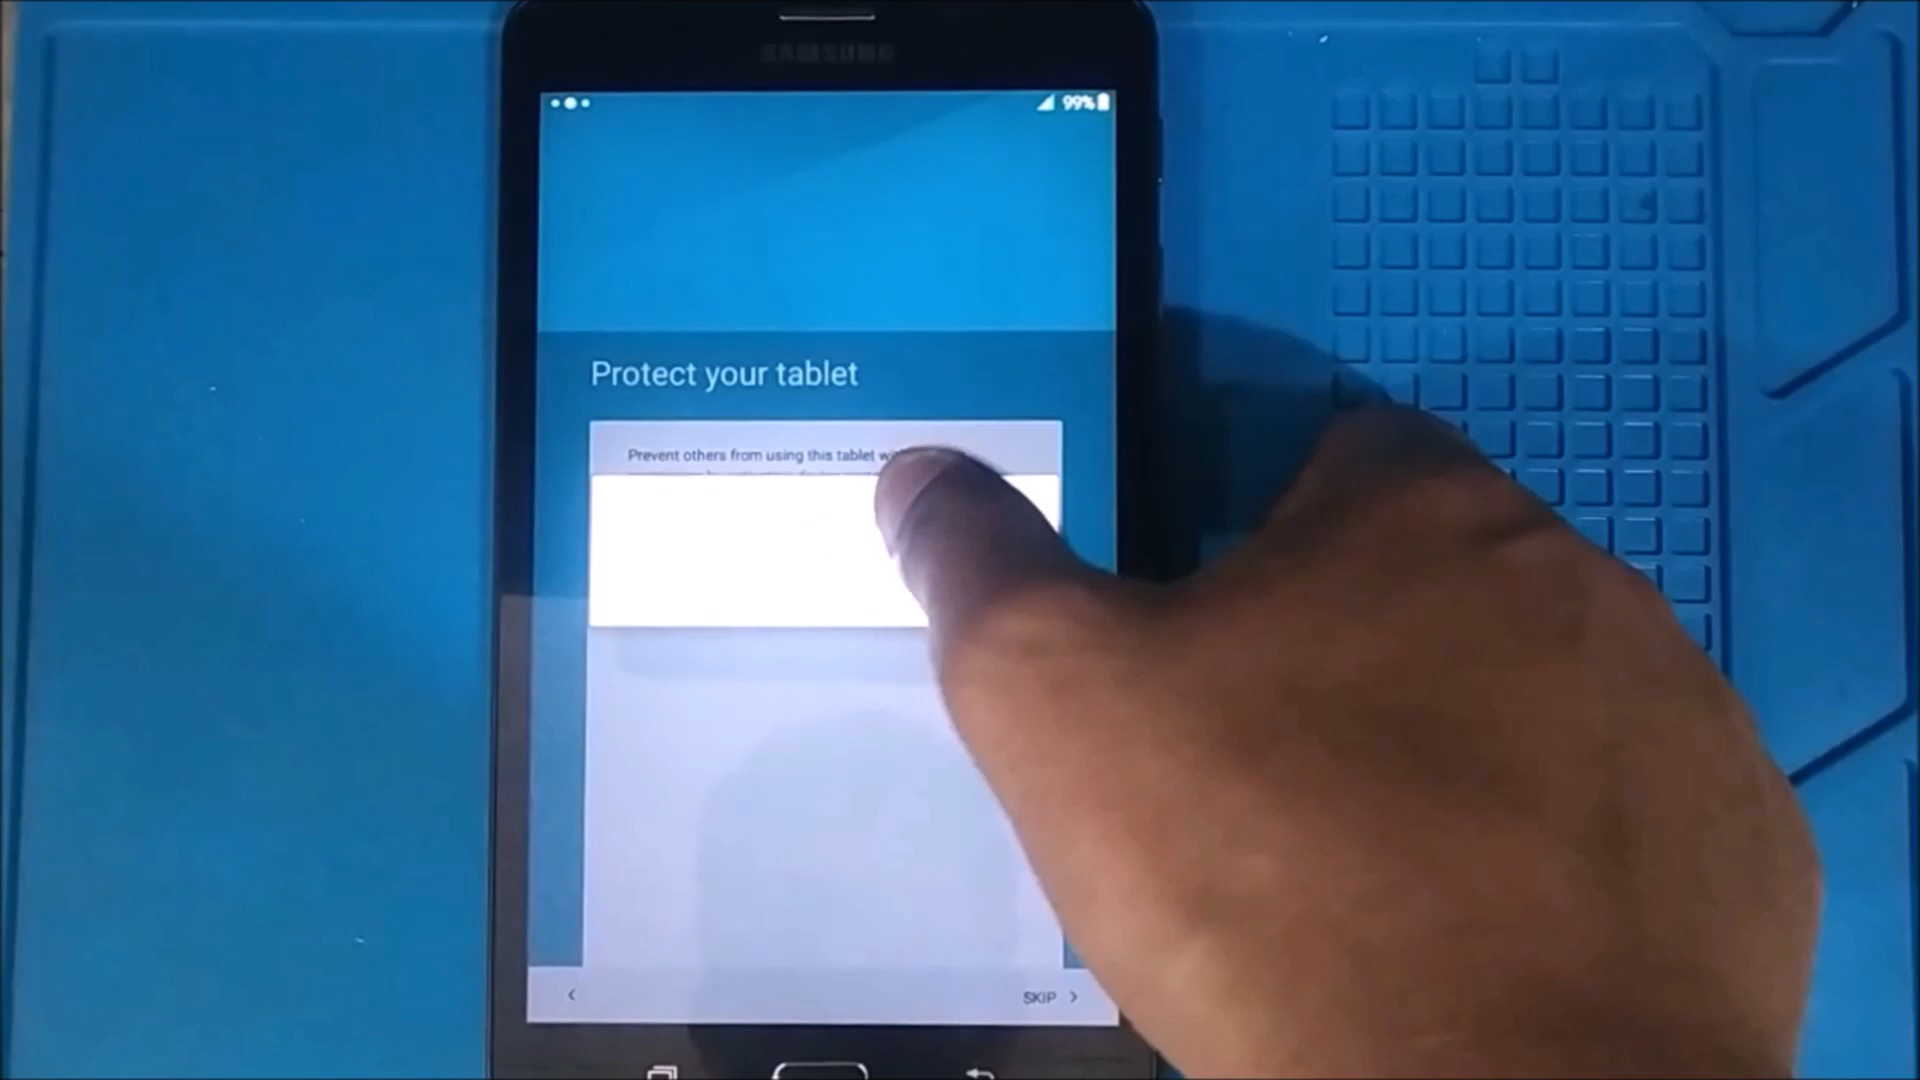 SAMSUNG
99%
Protect your tablet
Prevent others from using this tablet
SKIP